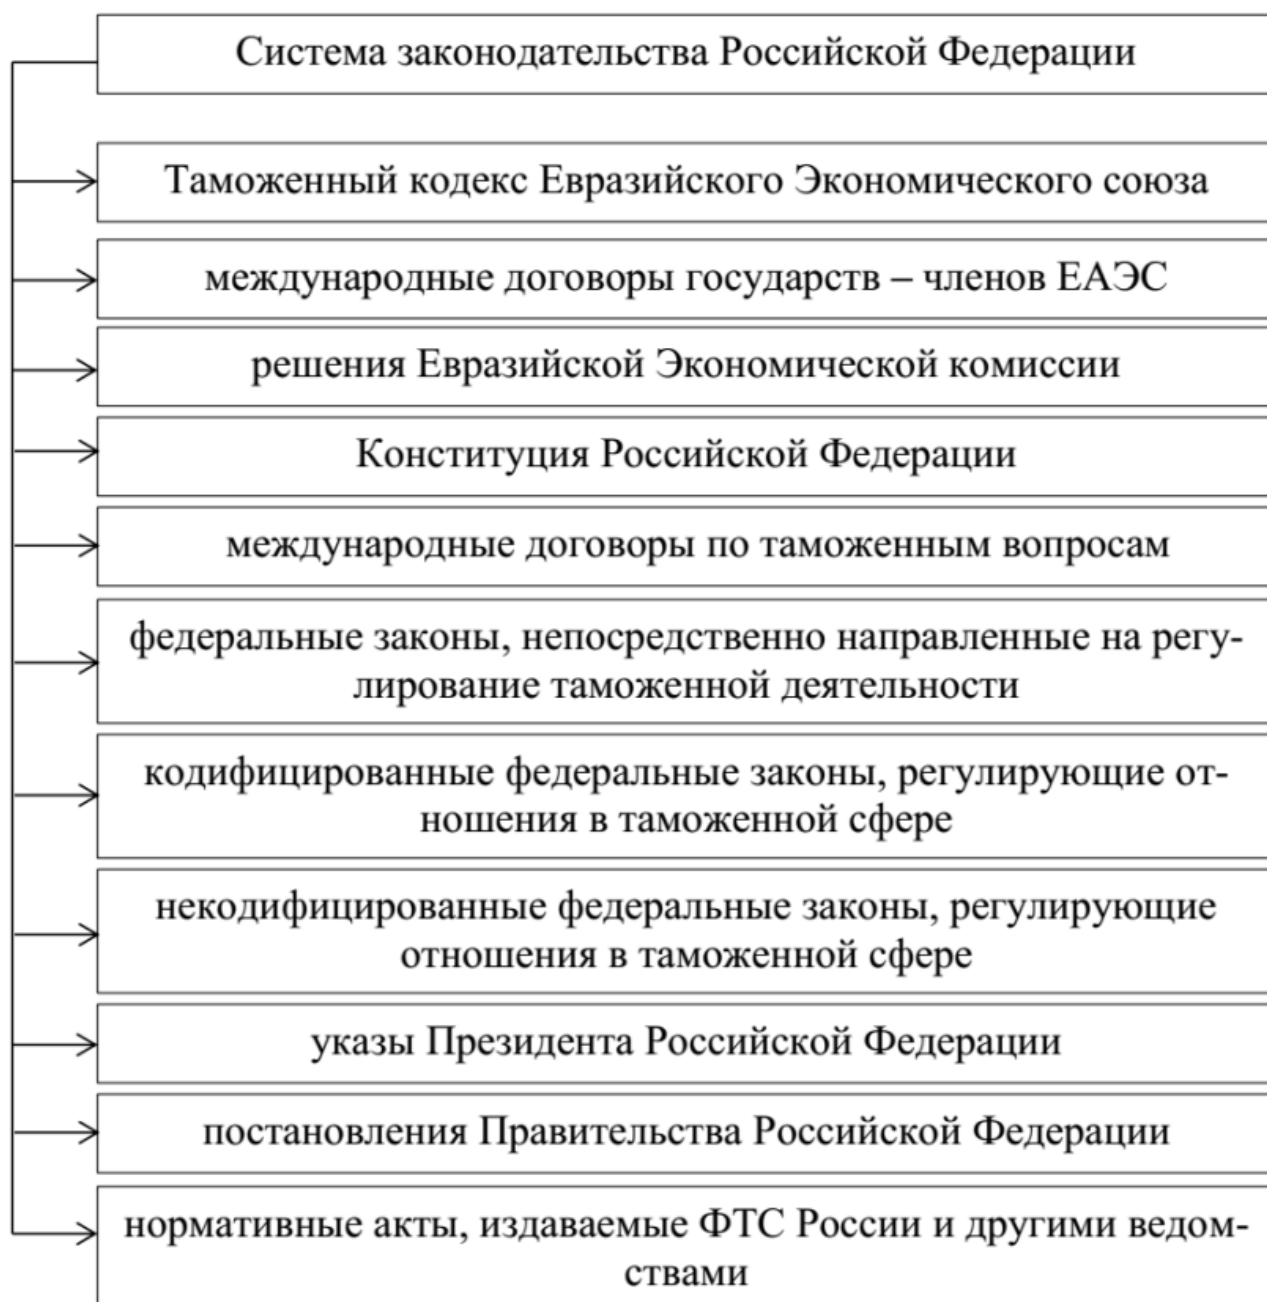 Система законодательства Российской Федерации
Таможенный кодекс Евразийского Экономического союза
международные договоры государств – членов ЕАЭС
решения Евразийской Экономической комиссии
Конституция Российской Федерации
международные договоры по таможенным вопросам
федеральные законы, непосредственно направленные на регу-
лирование таможенной деятельности
кодифицированные федеральные законы, регулирующие от-
ношения в таможенной сфере
некодифицированные федеральные законы, регулирующие
отношения в таможенной сфере
указы Президента Российской Федерации
постановления Правительства Российской Федерации
нормативные акты, издаваемые ФТС России и другими ведом-
ствами